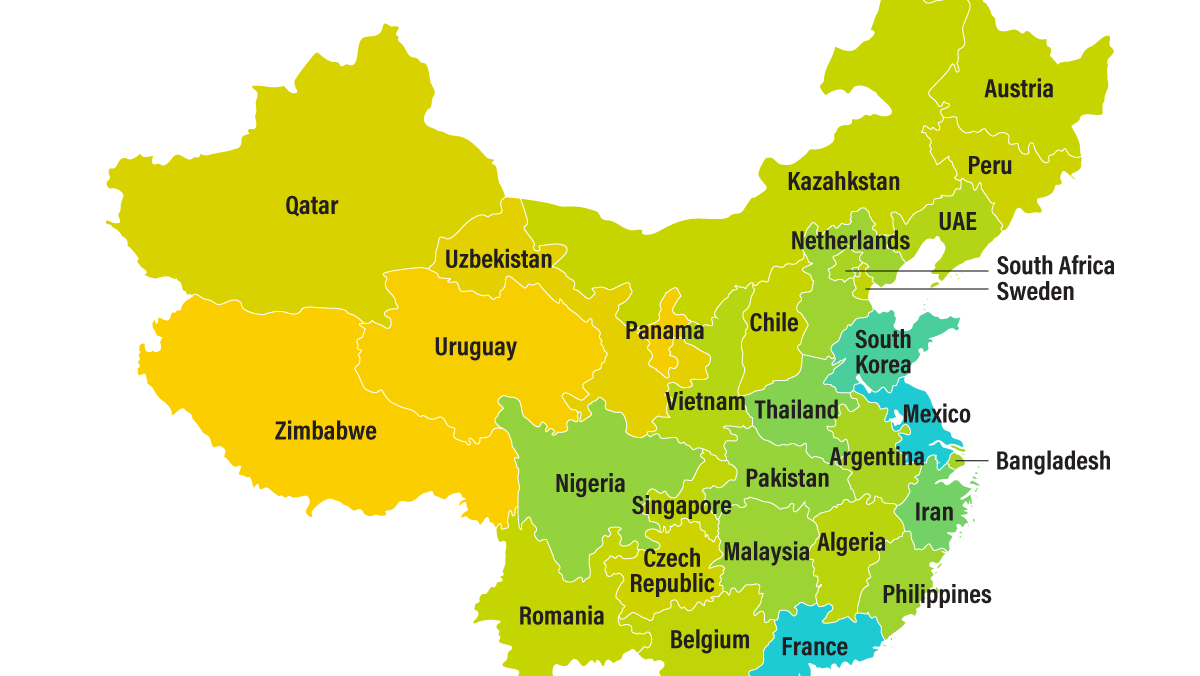 Austria
Peru
Kazahkstan
Qatar
UAE
Netherlands
Uzbekistan
South Africa
Sweden
Panama
Chile
Uruguay
South
Korea
Vietnam
Thailand
Mexico
Zimbabwe
Argentina
Bangladesh
Pakistan
Nigeria
Singapore
Iran
Algeria
Malaysia
Czech
Republic
Philippines
Romania
Belgium
France